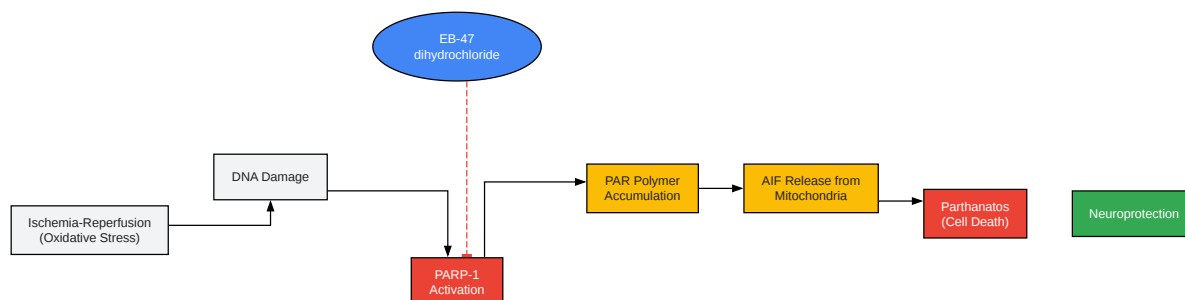 EB-47
dihydrochloride
DNA Damage
Ischemia-Reperfusion
(Oxidative Stress)
PARP-1
Activation
PAR Polymer
Accumulation
AIF Release from
Mitochondria
Parthanatos
(Cell Death)
Neuroprotection